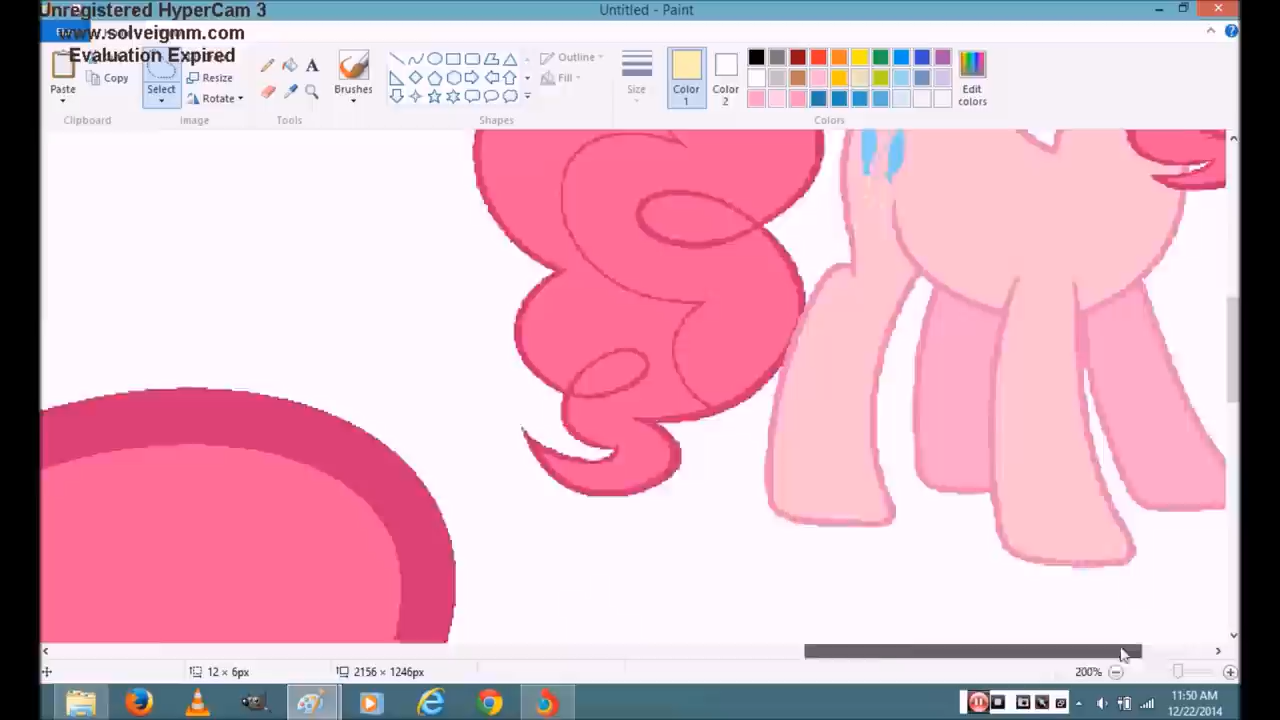 Unregistered HyperCam 3
www.solveigmm.com
Evaluation Expired
Untitled - Paint
Paste
Copy
Select
Resize
Rotate
Brushes
Outline
Fill
Size
Color 1
Color 2
Edit colors
Clipboard
Image
Tools
Shapes
Colors
12 × 6px
2156 × 1246px
200%
11:50 AM
12/22/2014